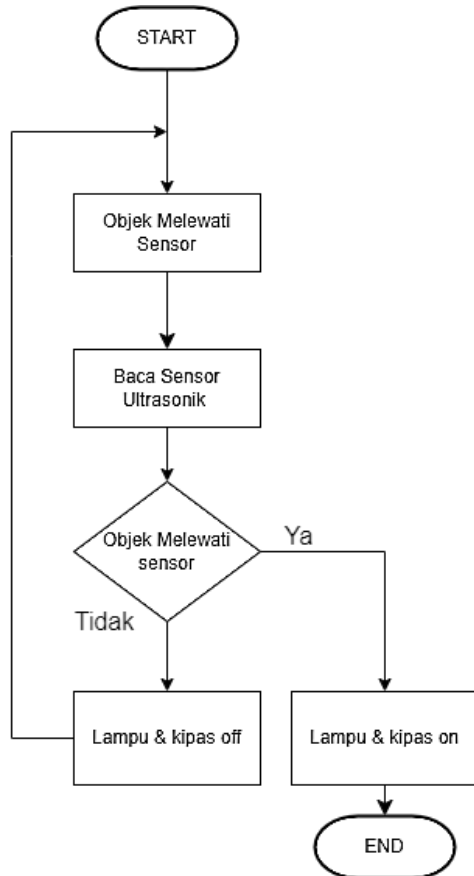 START
Objek Melewati
Sensor
Baca Sensor
Ultrasonik
Objek Melewati
sensor
Ya
Tidak
Lampu & kipas off
Lampu & kipas on
END